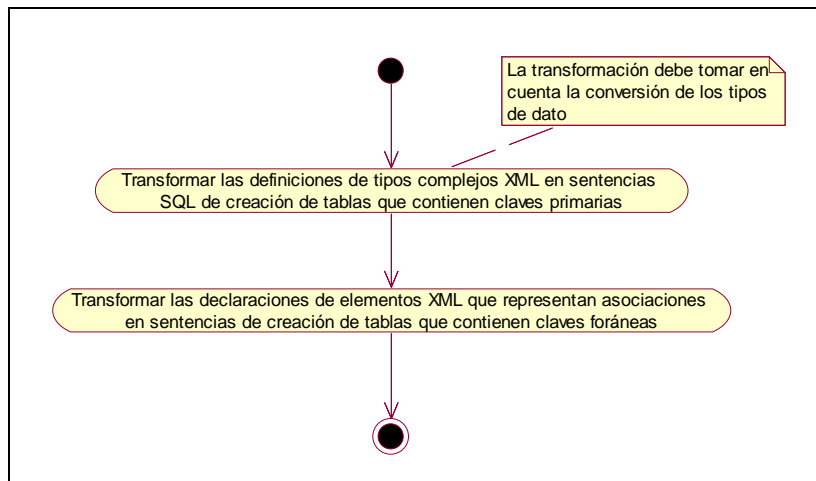 La transformación debe tomar en
cuenta la conversión de los tipos
de dato
Transformar las definiciones de tipos complejos XML en sentencias
SQL de creación de tablas que contienen claves primarias
Transformar las declaraciones de elementos XML que representan asociaciones
en sentencias de creación de tablas que contienen claves foráneas